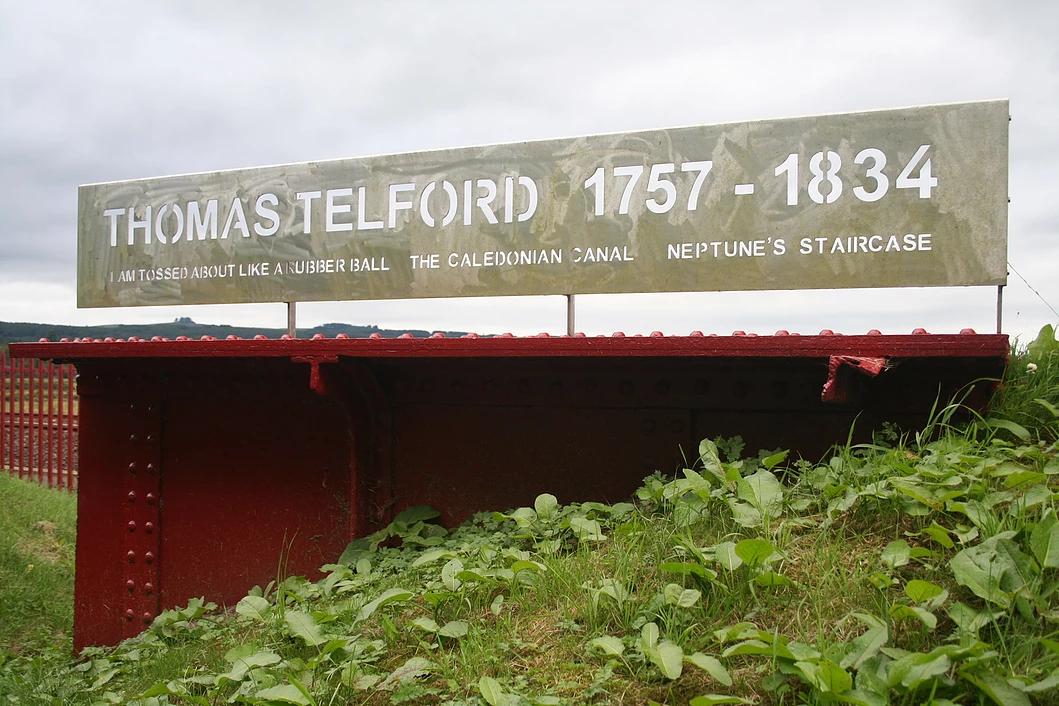 THOMAS TELFORD 1757 - 1834
I AM TOSSED ABOUT LIKE A RUBBER BALL THE CALEDONIAN CANAL NEPTUNE'S STAIRCASE